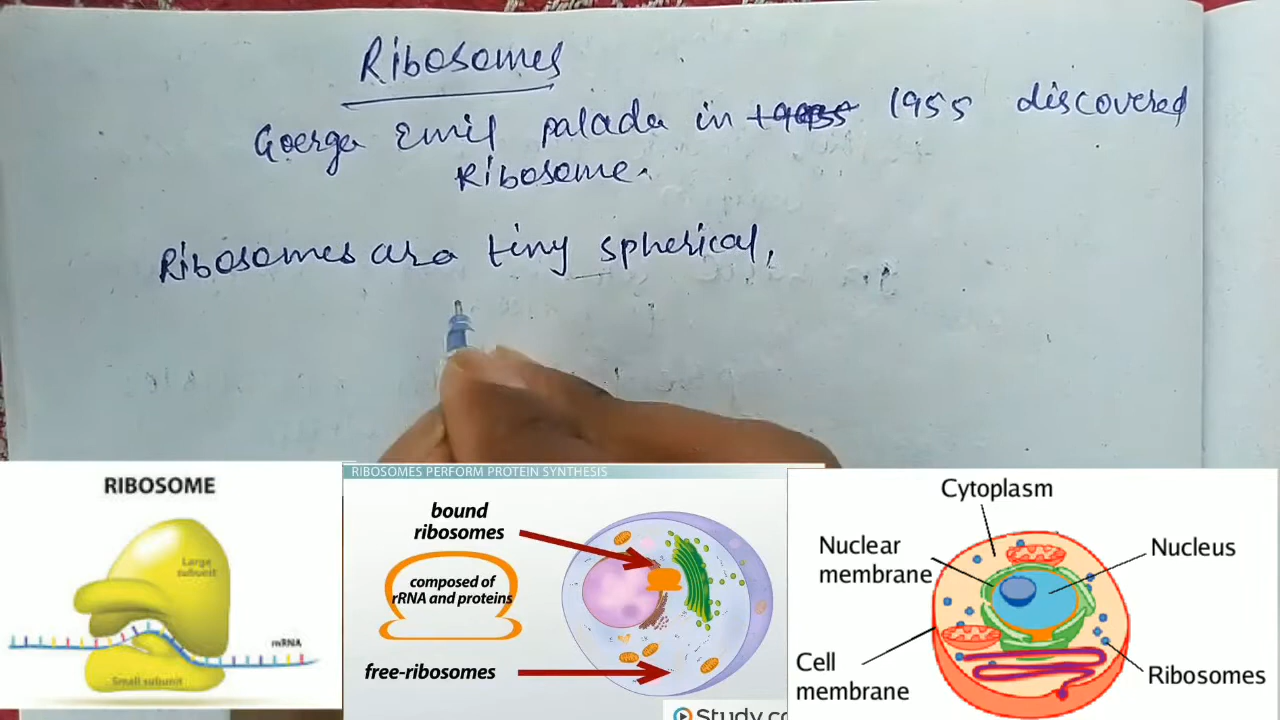 Ribosomes
Goerge Emil palade in 1955 discovered
Ribosome.
Ribosomes are tiny spherical,
RIBOSOME
Large
subunit
mRNA
Small subunit
RIBOSOMES PERFORM PROTEIN SYNTHESIS
bound
ribosomes
composed of
rRNA and proteins
free-ribosomes
Study.co
Cytoplasm
Nuclear
membrane
Nucleus
Cell
membrane
Ribosomes